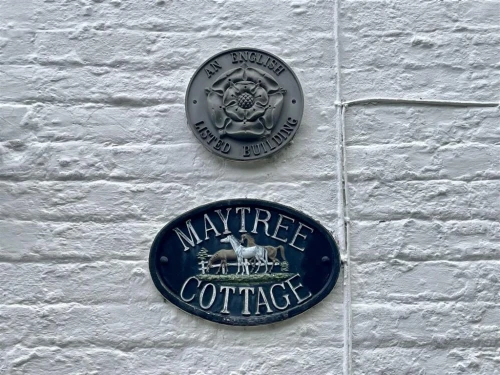 AN ENGLISH
LISTED BUILDING
MAYTREE
COTTAGE